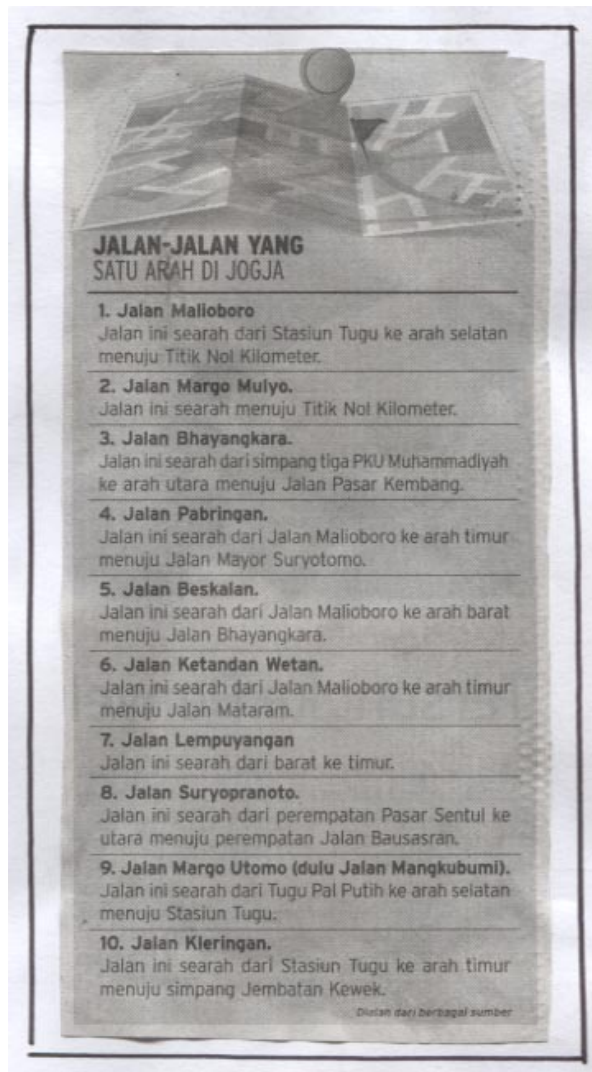 JALAN-JALAN YANG
SATU ARAH DI JOGJA
1. Jalan Malioboro
Jalan ini searah dari Stasiun Tugu ke arah selatan
menuju Titik Nol Kilometer.
2. Jalan Margo Mulyo.
Jalan ini searah menuju Titik Nol Kilometer.
3. Jalan Bhayangkara.
Jalan ini searah dari simpang tiga PKU Muhammadiyah
ke arah utara menuju Jalan Pasar Kembang.
4. Jalan Pabringan.
Jalan ini searah dari Jalan Malioboro ke arah timur
menuju Jalan Mayor Suryotomo.
5. Jalan Beskalan.
Jalan ini searah dari Jalan Malioboro ke arah barat
menuju Jalan Bhayangkara.
6. Jalan Ketandan Wetan.
Jalan ini searah dari Jalan Malioboro ke arah timur
menuju Jalan Mataram.
7. Jalan Lempuyangan
Jalan ini searah dari barat ke timur.
8. Jalan Suryopranoto.
Jalan ini searah dari perempatan Pasar Sentul ke
utara menuju perempatan Jalan Bausasran.
9. Jalan Margo Utomo (dulu Jalan Mangkubumi).
Jalan ini searah dari Tugu Pal Putih ke arah selatan
menuju Stasiun Tugu.
10. Jalan Kleringan.
Jalan ini searah dari Stasiun Tugu ke arah timur
menuju simpang Jembatan Kewek.
Diolah dari berbagai sumber